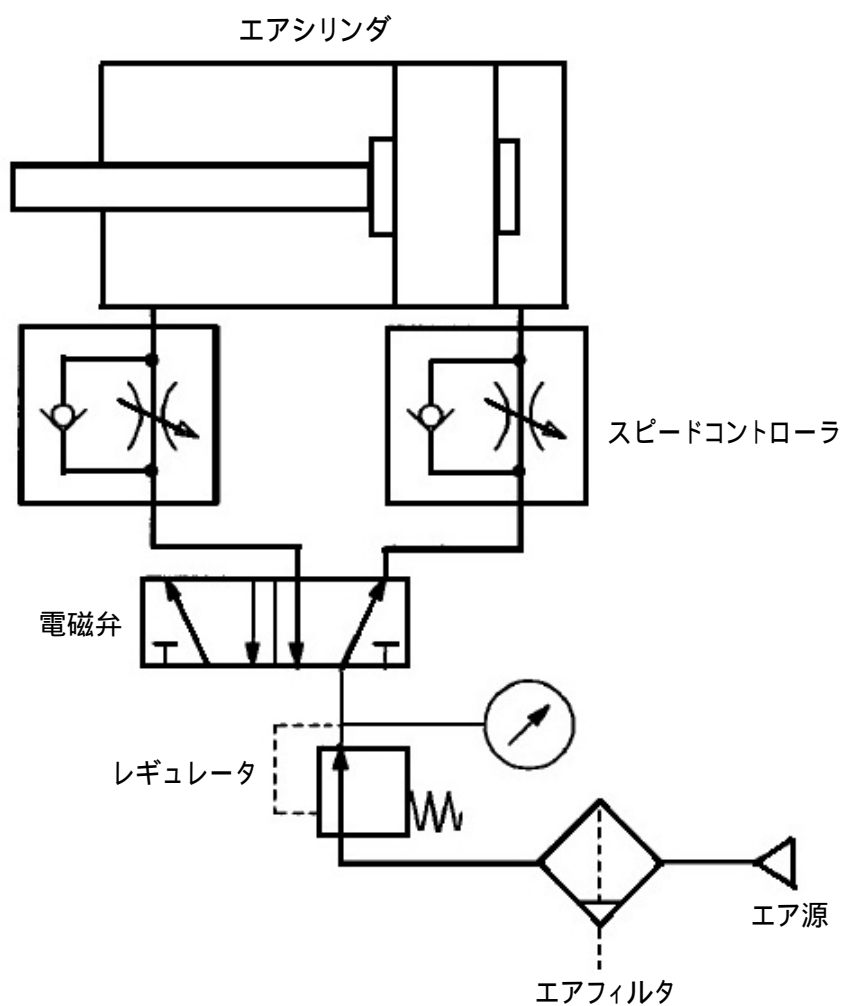 エアシリンダ
スピードコントローラ
電磁弁
レギュレータ
エア源
エアフィルタ